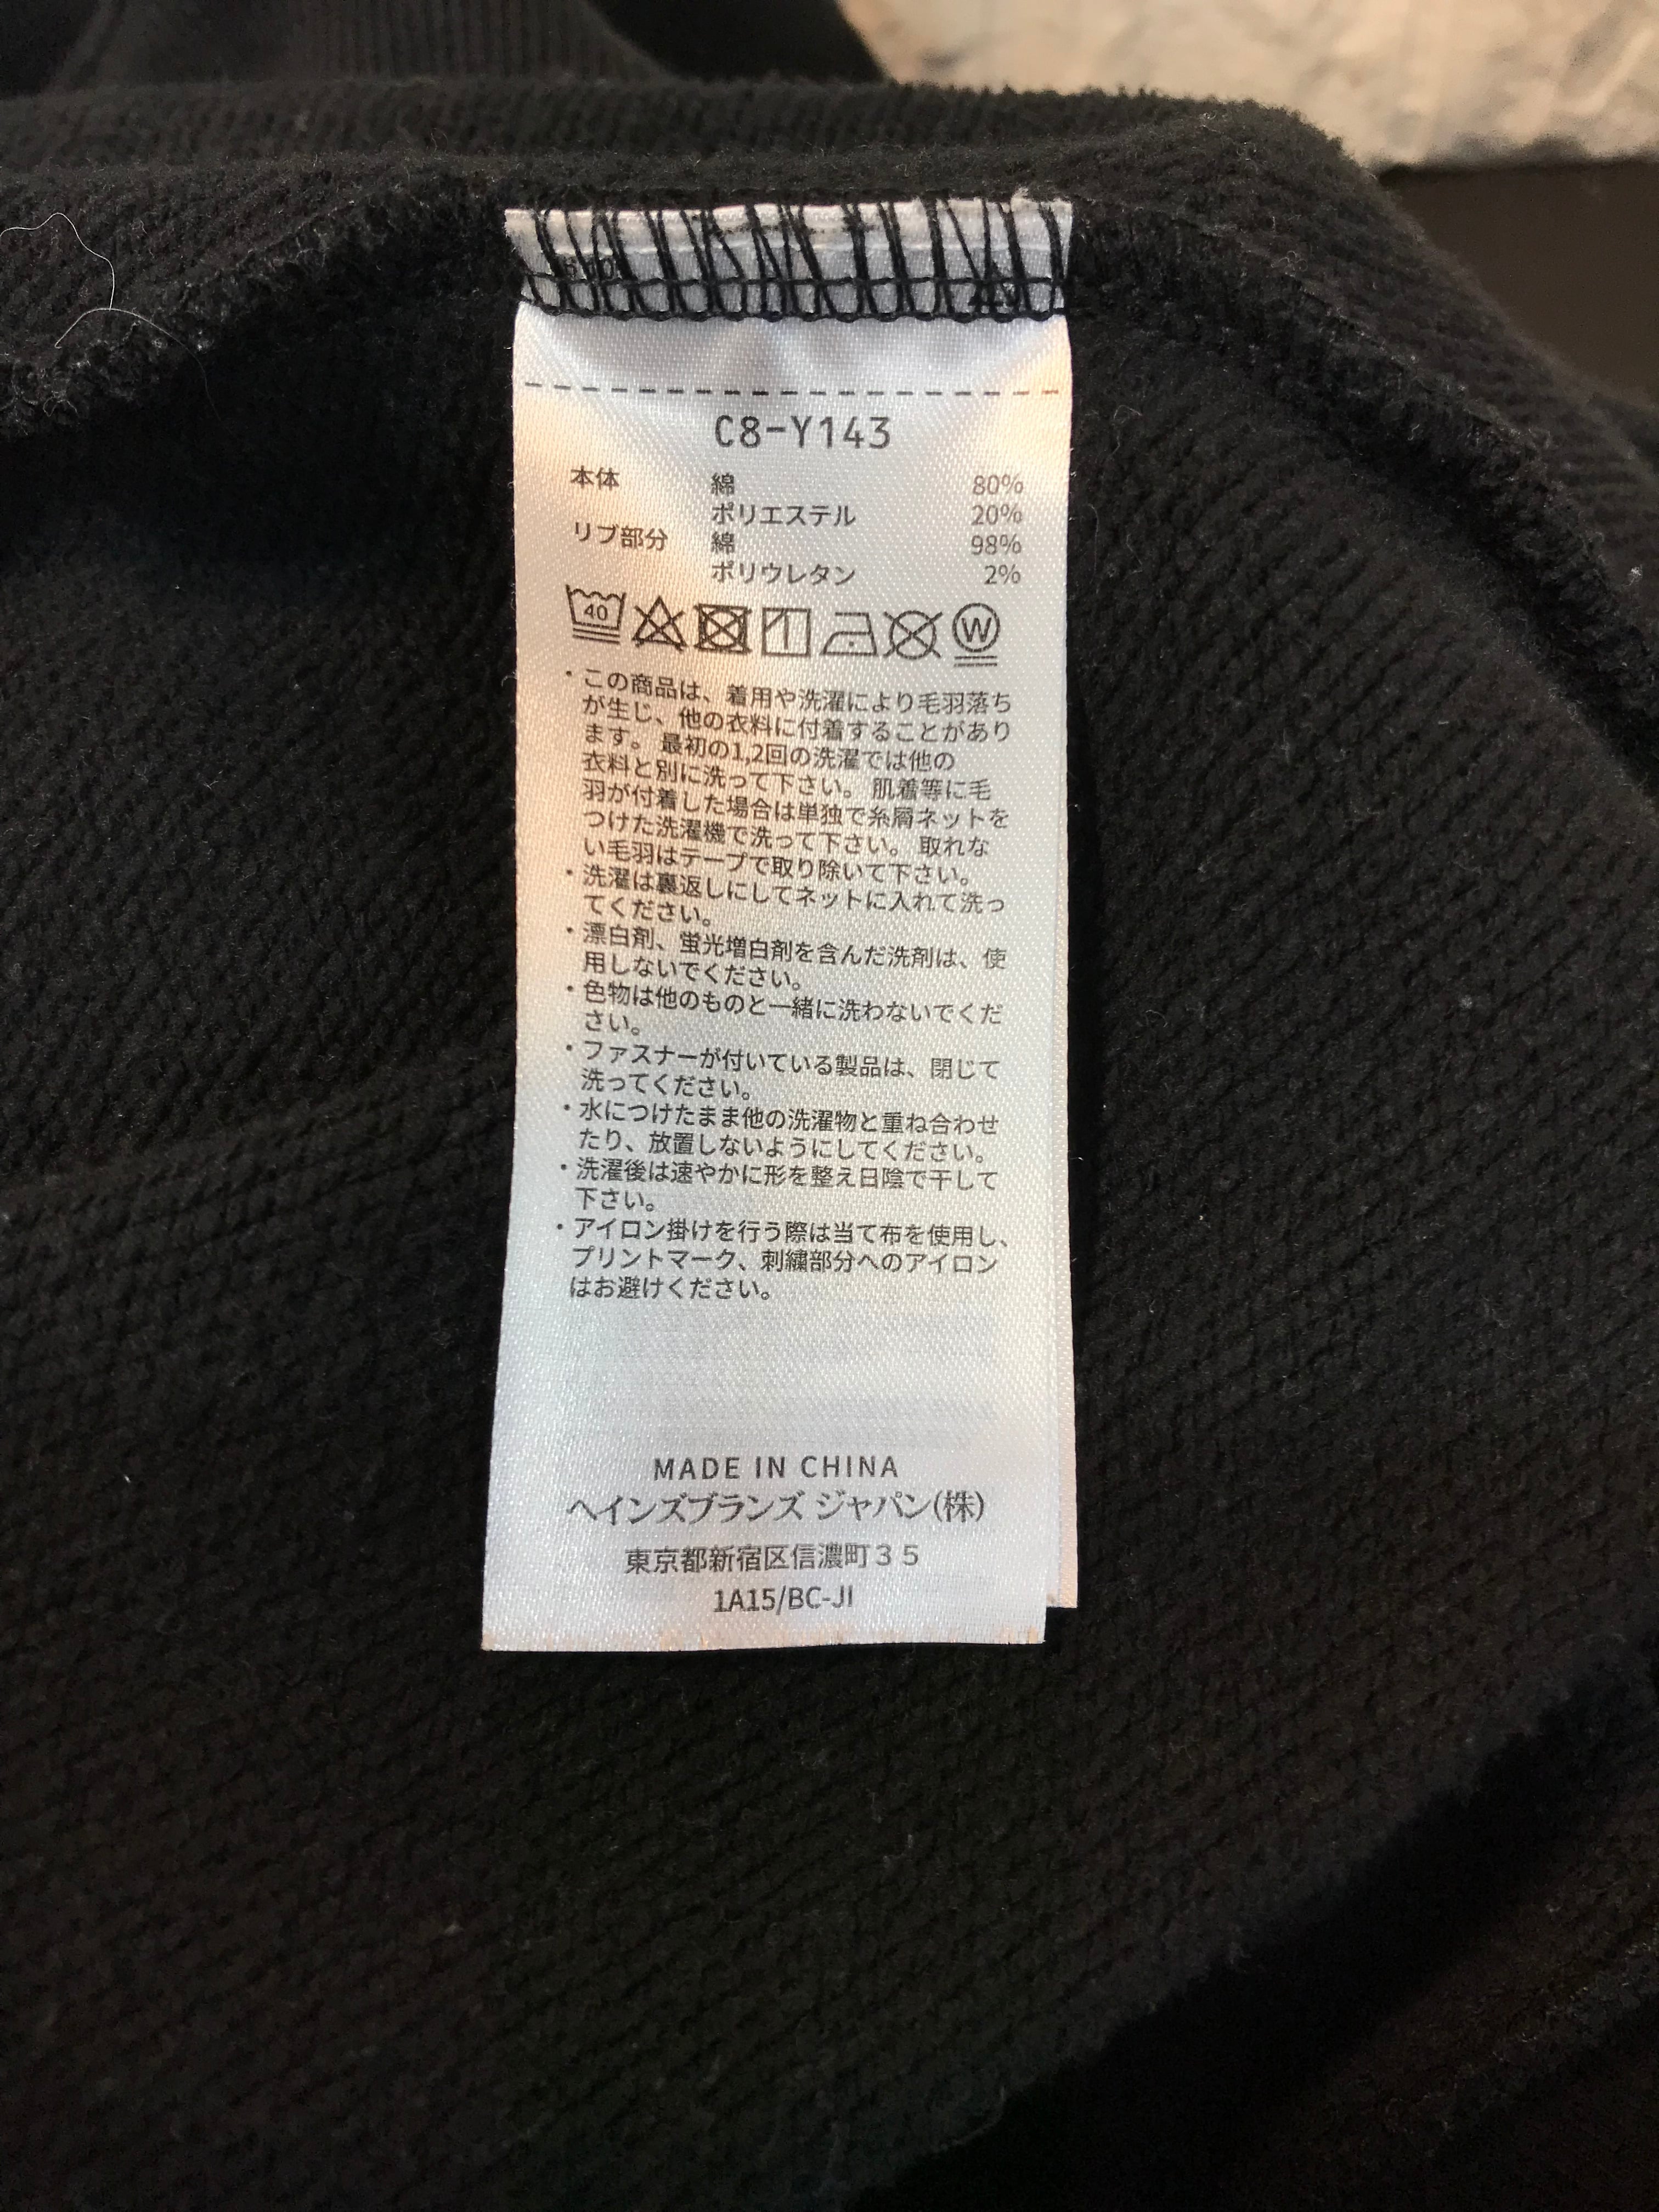 C8-Y143
本体 綿 80%
ポリエステル 20%
リブ部分 綿 98%
ポリウレタン 2%
40
W
・この商品は、着用や洗濯により毛羽落ち
が生じ、他の衣料に付着することがあり
ます。 最初の1,2回の洗濯では他の
衣料と別に洗って下さい。 肌着等に毛
羽が付着した場合は単独で糸屑ネットを
つけた洗濯機で洗って下さい。 取れな
い毛羽はテープで取り除いて下さい。
・洗濯は裏返しにしてネットに入れて洗っ
てください。
・漂白剤、蛍光増白剤を含んだ洗剤は、使
用しないでください。
・色物は他のものと一緒に洗わないでくだ
さい。
・ファスナーが付いている製品は、閉じて
洗ってください。
・水につけたまま他の洗濯物と重ね合わせ
たり、放置しないようにしてください。
・洗濯後は速やかに形を整え日陰で干して
下さい。
・アイロン掛けを行う際は当て布を使用し、
プリントマーク、刺繍部分へのアイロン
はお避けください。
MADE IN CHINA
ヘインズブランズ ジャパン(株)
東京都新宿区信濃町３５
1A15/BC-JI